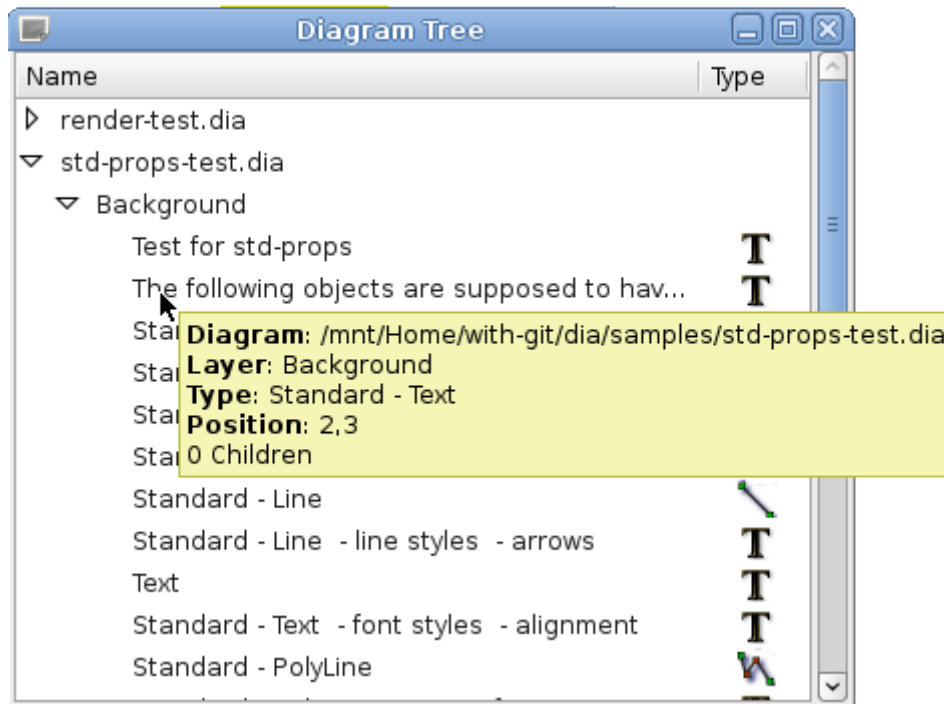 Diagram Tree
Name Type
render-test.dia
std-props-test.dia
Background
Test for std-props
The following objects are supposed to hav...
Diagram: /mnt/Home/with-git/dia/samples/std-props-test.dia
Layer: Background
Type: Standard - Text
Position: 2,3
0 Children
Standard - Line
Standard - Line - line styles - arrows
Text
Standard - Text - font styles - alignment
Standard - PolyLine